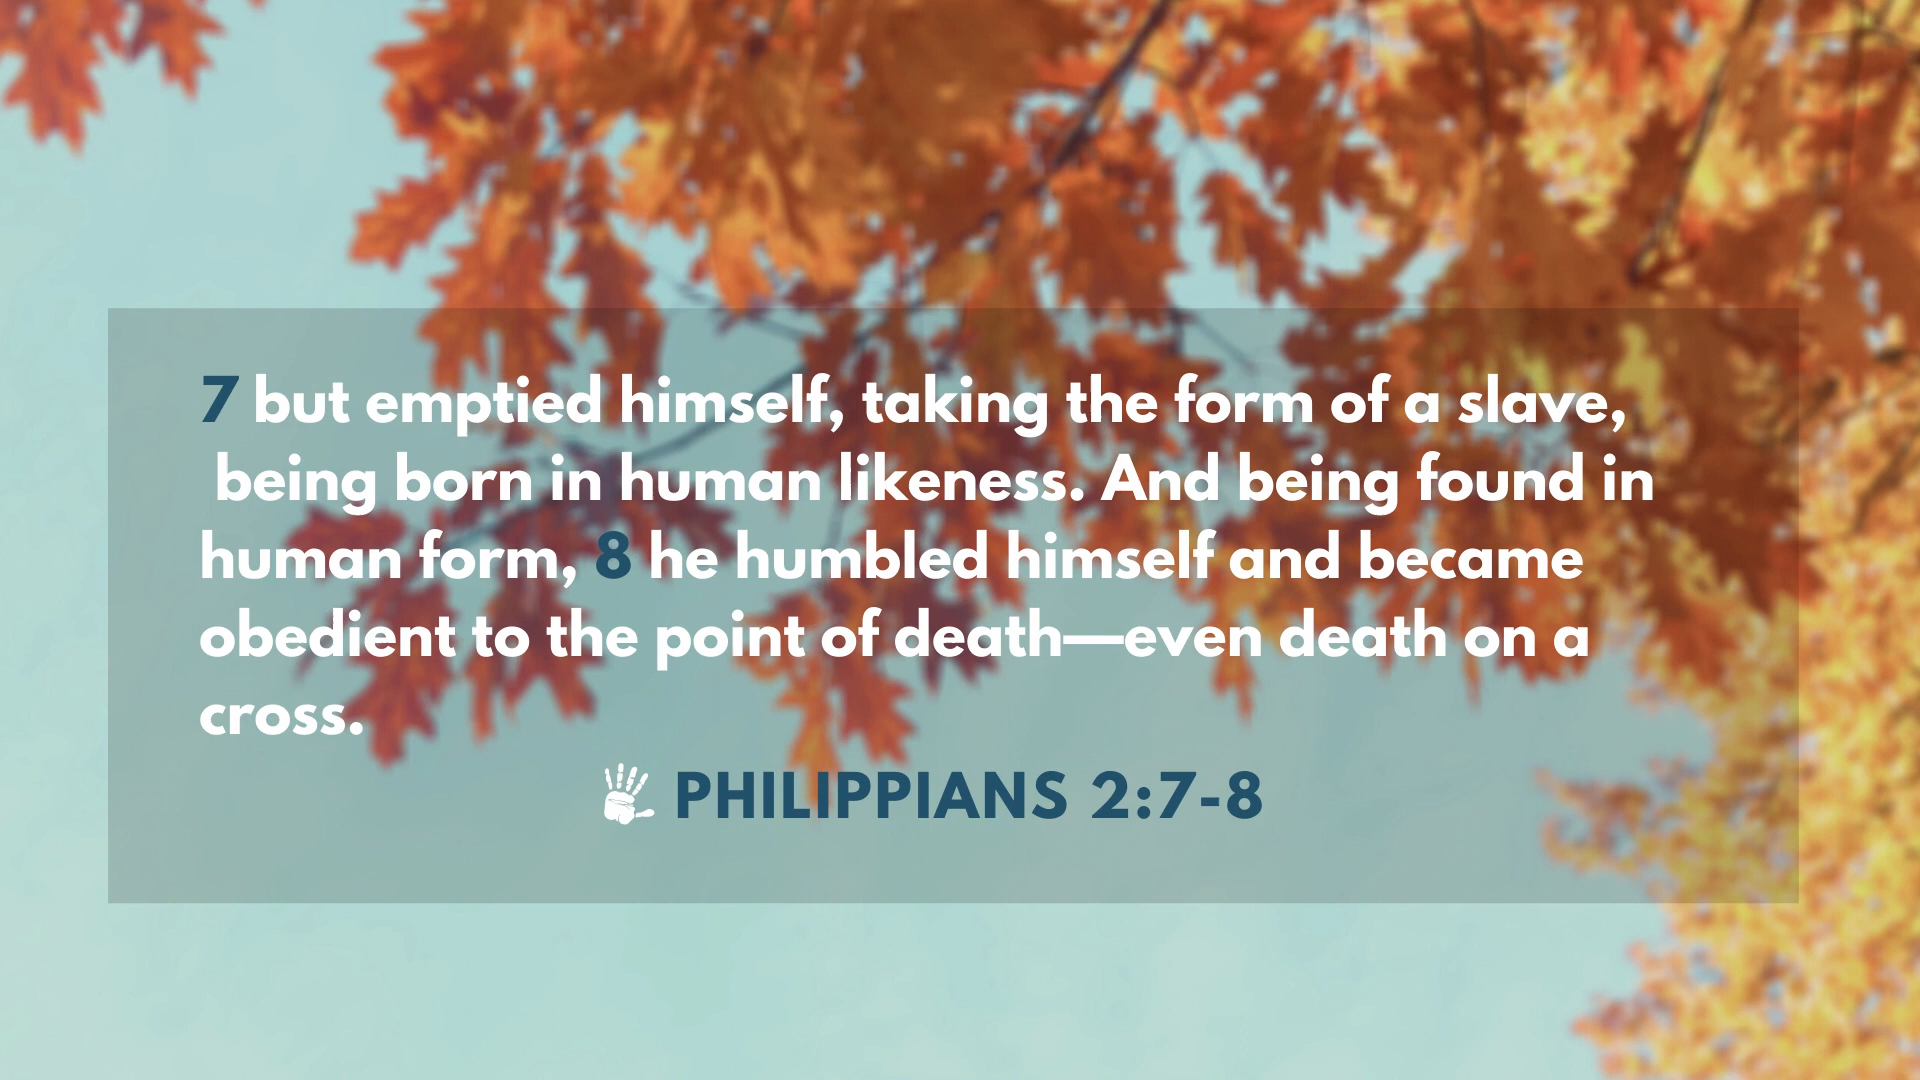 7 but emptied himself, taking the form of a slave,
being born in human likeness. And being found in
human form, 8 he humbled himself and became
obedient to the point of death—even death on a
cross.
PHILIPPIANS 2:7-8